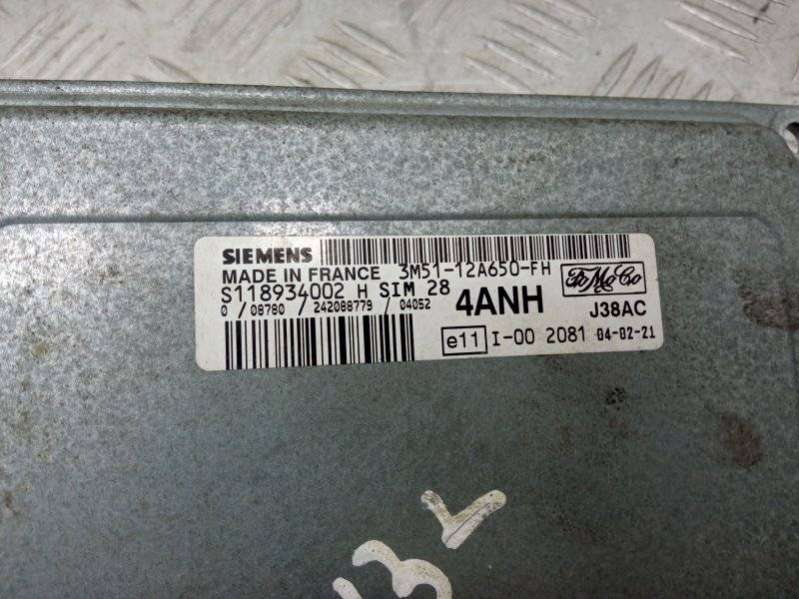 SIEMENS
MADE IN FRANCE 3M51-12A650-FH
S118934002 H SIM 28
0 / 08780 / 242088779 / 04052
4ANH
FoMoCo
J38AC
e11 I-00 2081 04-02-21